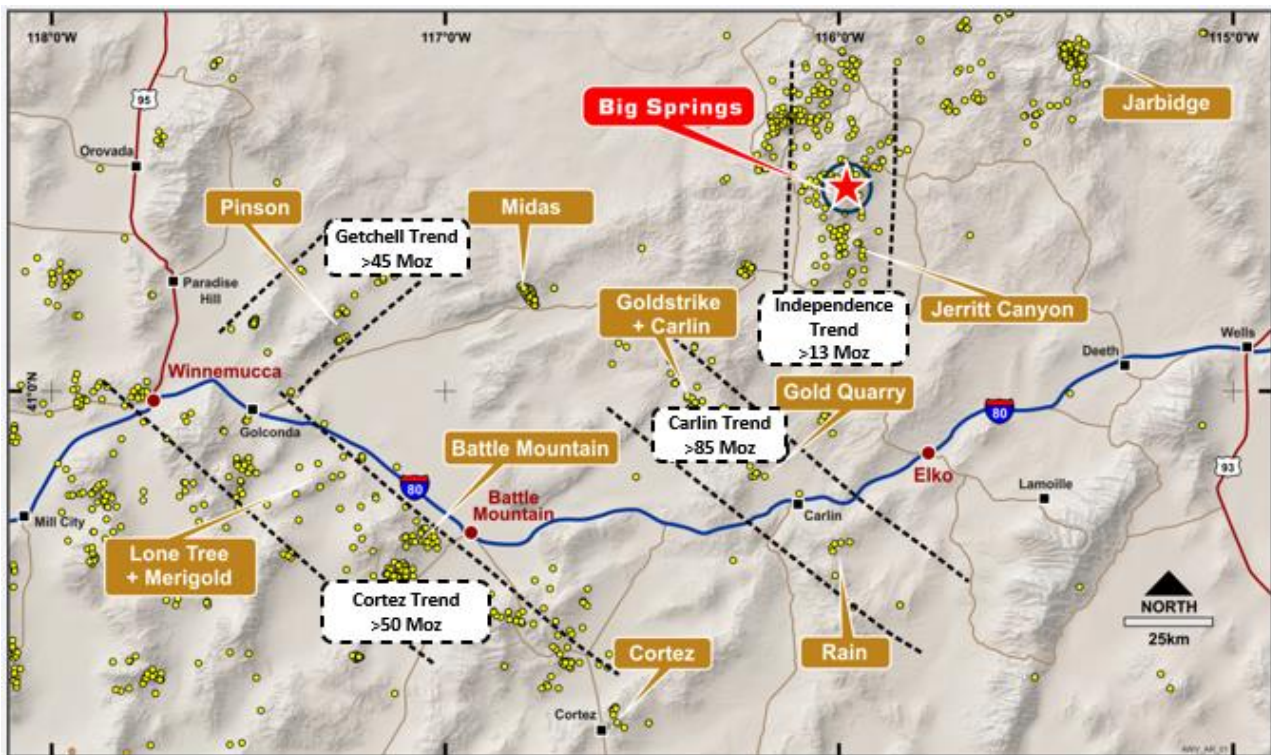 118°0'W
117°0'W
116°0'W
115°0'W
95
Big Springs
Jarbidge
Orovada
Pinson
Midas
Getchell Trend
>45 Moz
Paradise
Hill
Goldstrike
+ Carlin
Independence
Trend
>13 Moz
Jerritt Canyon
Wells
Deeth
41°0'N
Winnemucca
Golconda
Carlin Trend
>85 Moz
Gold Quarry
80
Battle Mountain
80
Elko
93
Battle
Mountain
Lamoille
Mill City
Carlin
Lone Tree
+ Merigold
Cortez Trend
>50 Moz
NORTH
25km
Cortez
Rain
Cortez